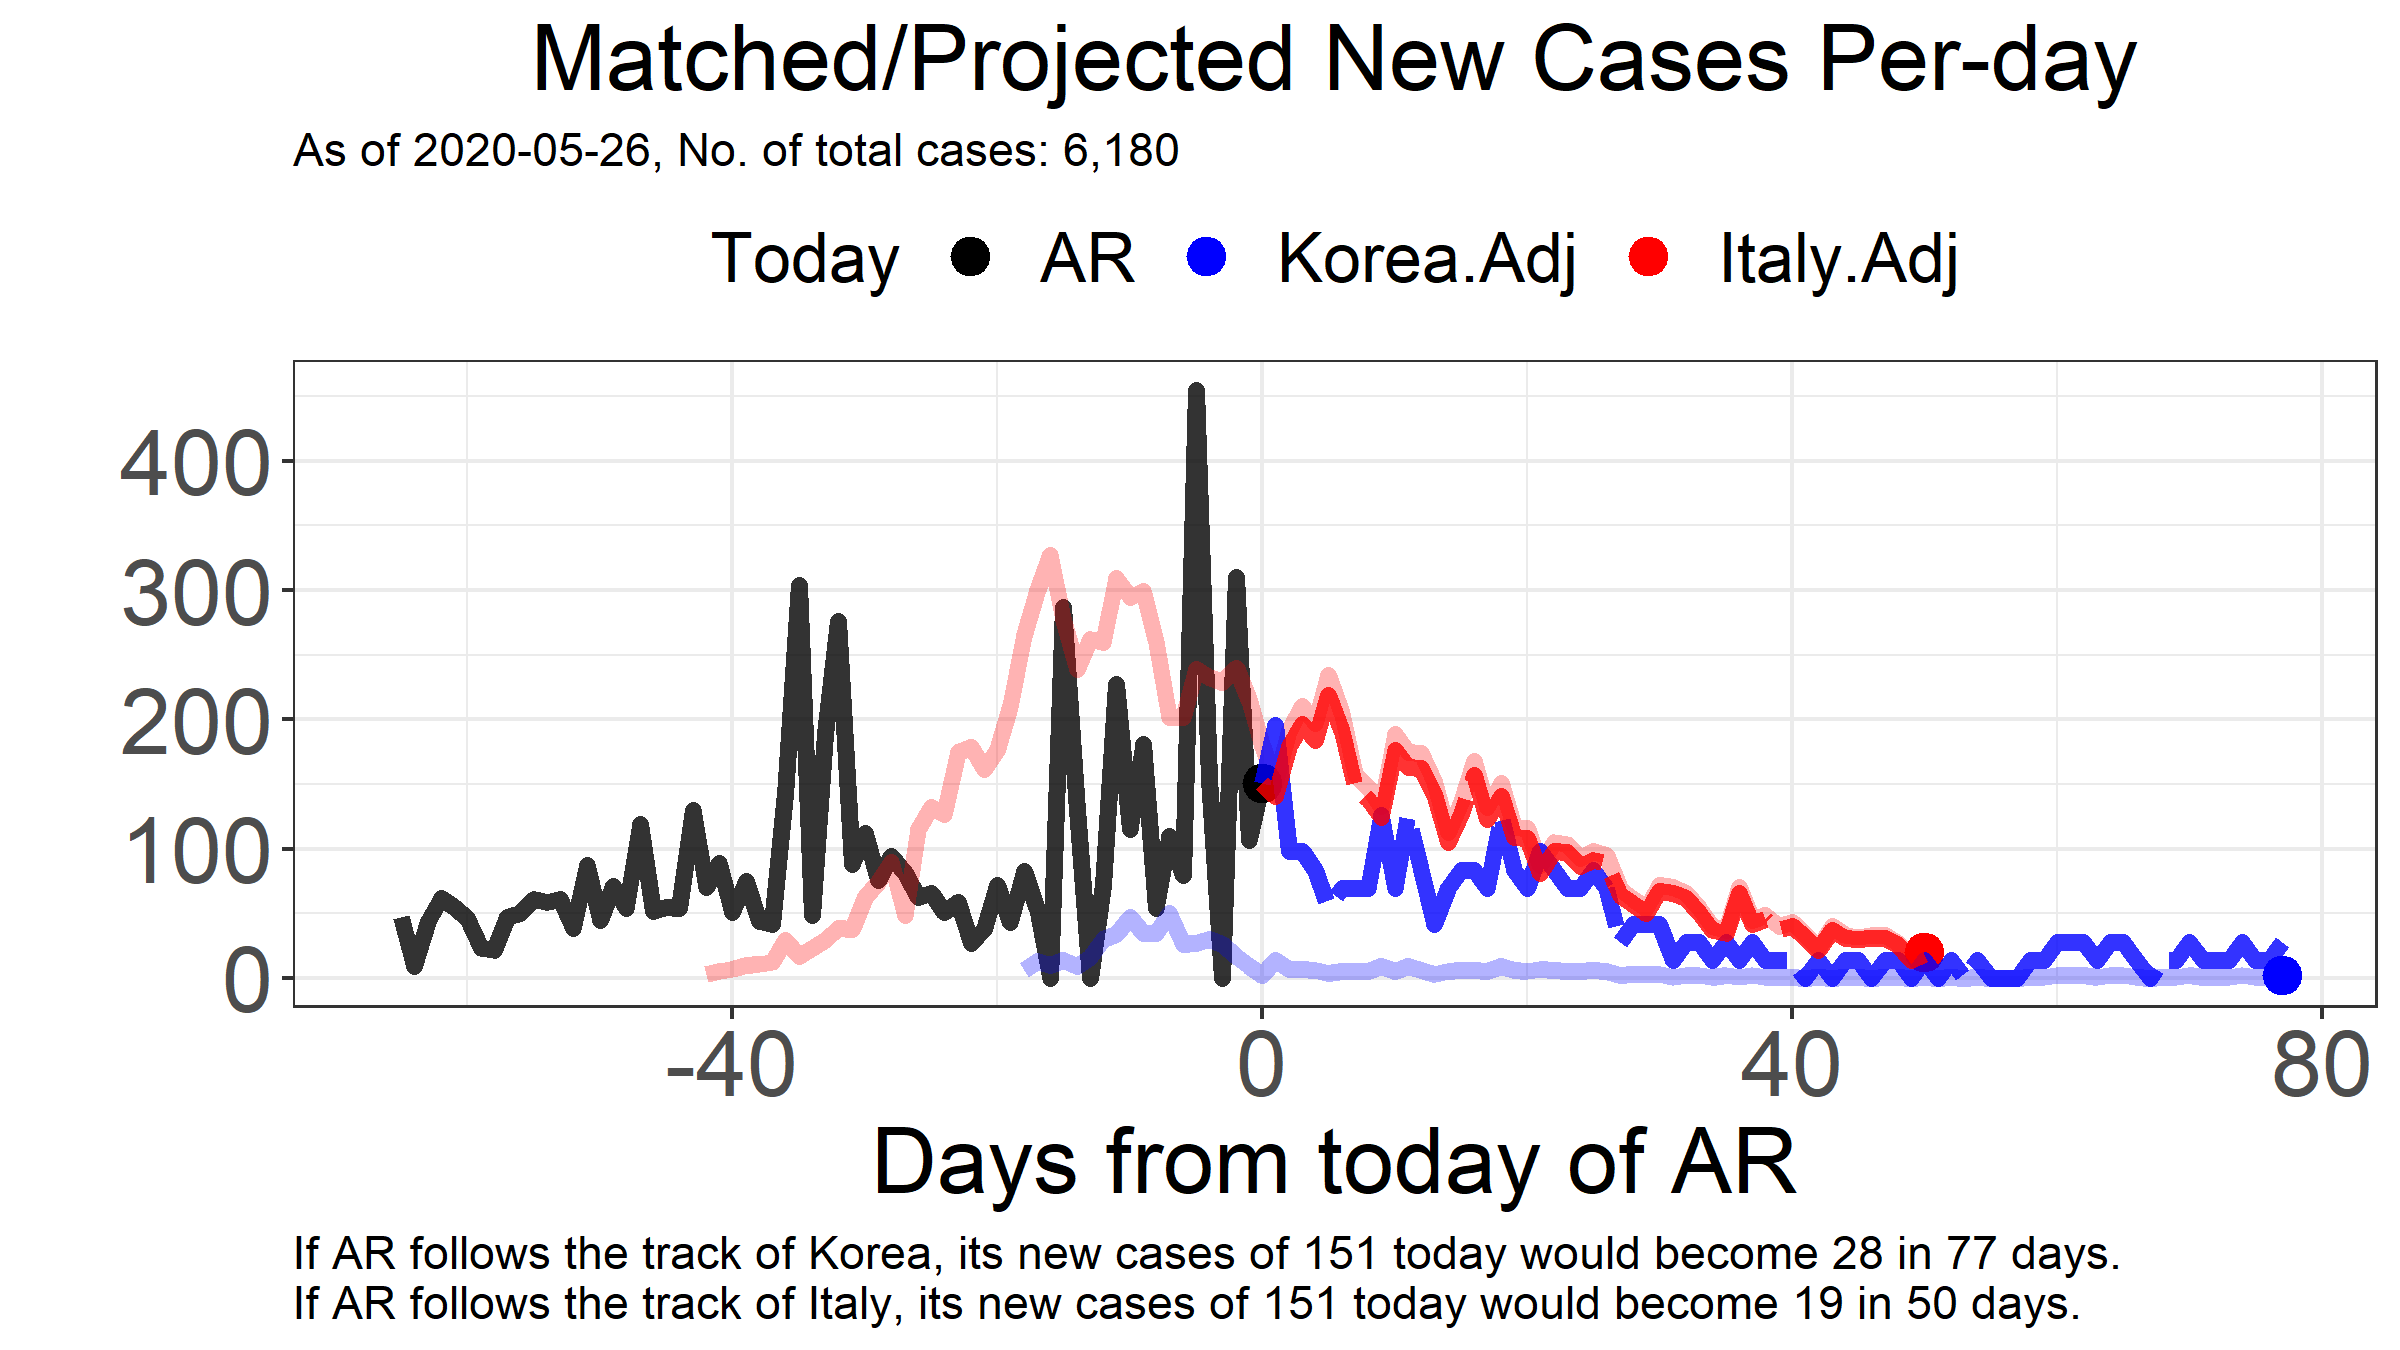 Matched/Projected New Cases Per-day
As of 2020-05-26, No. of total cases: 6,180
Today AR Korea.Adj Italy.Adj
400
300
200
100
0
-40 0 40 80
Days from today of AR
If AR follows the track of Korea, its new cases of 151 today would become 28 in 77 days.
If AR follows the track of Italy, its new cases of 151 today would become 19 in 50 days.